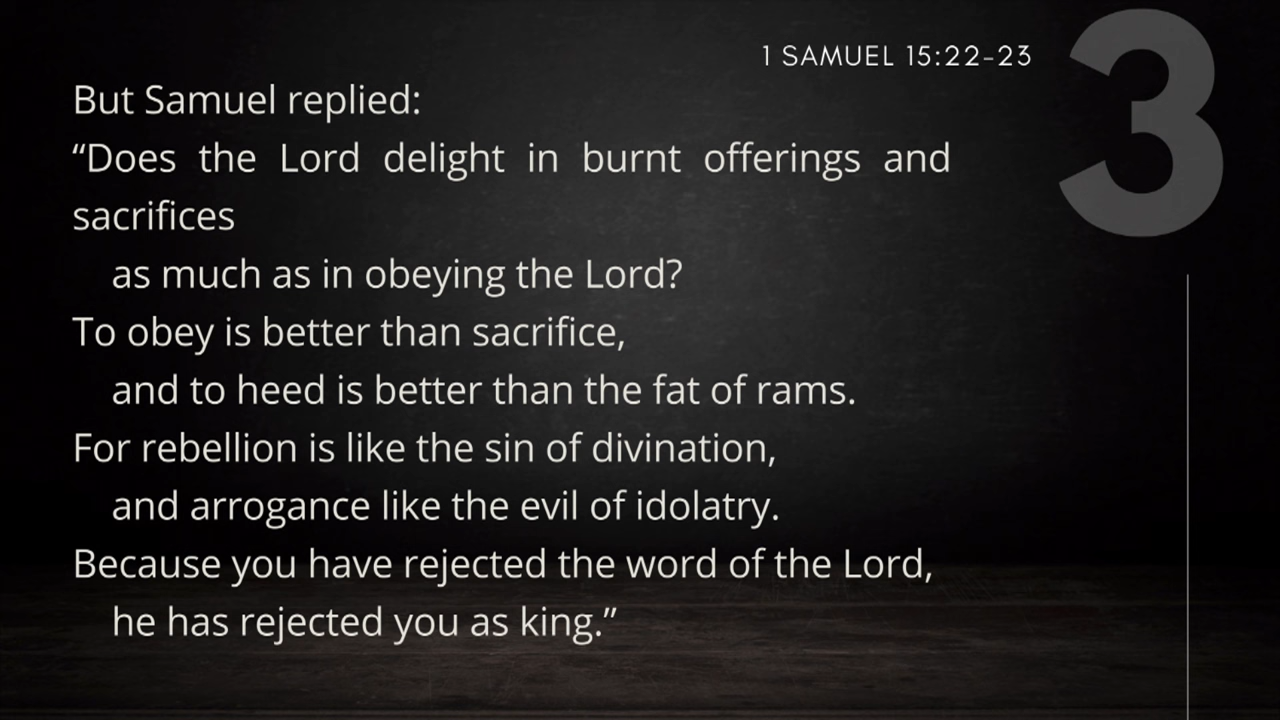 1 SAMUEL 15:22-23
3
But Samuel replied:
“Does the Lord delight in burnt offerings and
sacrifices
as much as in obeying the Lord?
To obey is better than sacrifice,
and to heed is better than the fat of rams.
For rebellion is like the sin of divination,
and arrogance like the evil of idolatry.
Because you have rejected the word of the Lord,
he has rejected you as king.”